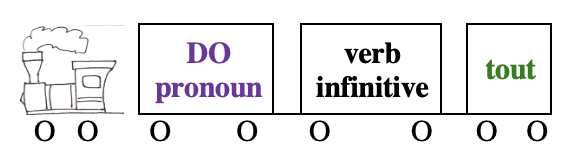 DO
pronoun
verb
infinitive
tout
O O O O O O O O